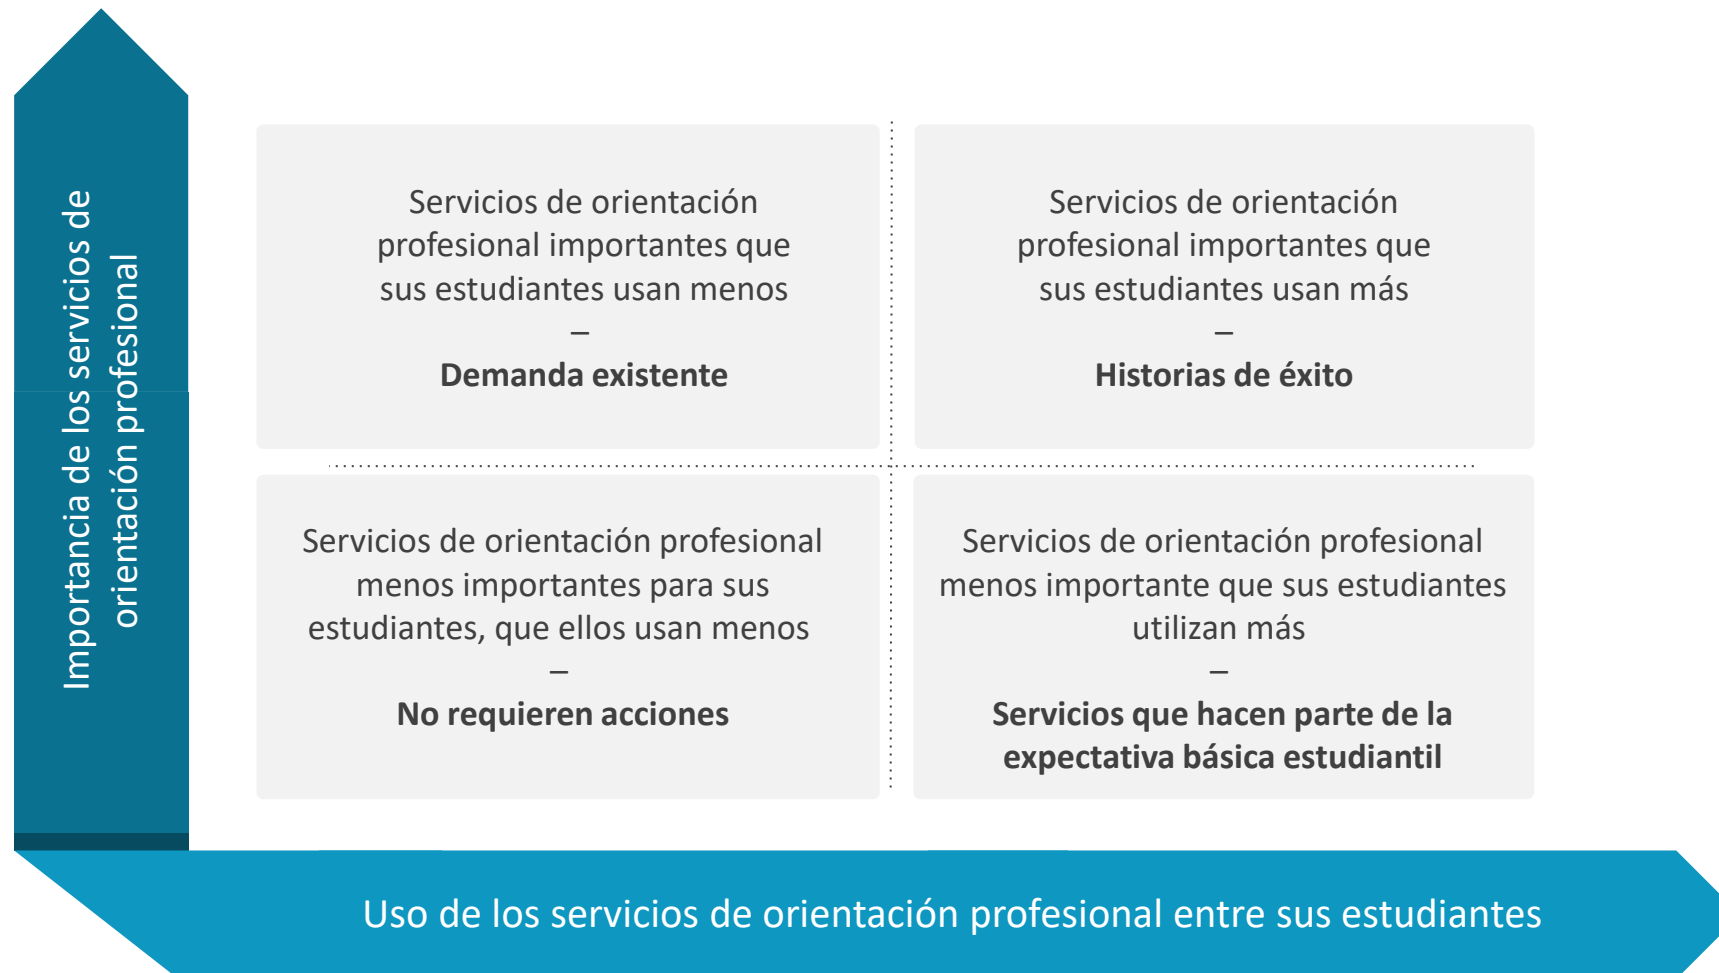 Importancia de los servicios de
orientación profesional
Servicios de orientación
profesional importantes que
sus estudiantes usan menos
–
Demanda existente
Servicios de orientación
profesional importantes que
sus estudiantes usan más
–
Historias de éxito
Servicios de orientación profesional
menos importantes para sus
estudiantes, que ellos usan menos
–
No requieren acciones
Servicios de orientación profesional
menos importante que sus estudiantes
utilizan más
–
Servicios que hacen parte de la
expectativa básica estudiantil
Uso de los servicios de orientación profesional entre sus estudiantes